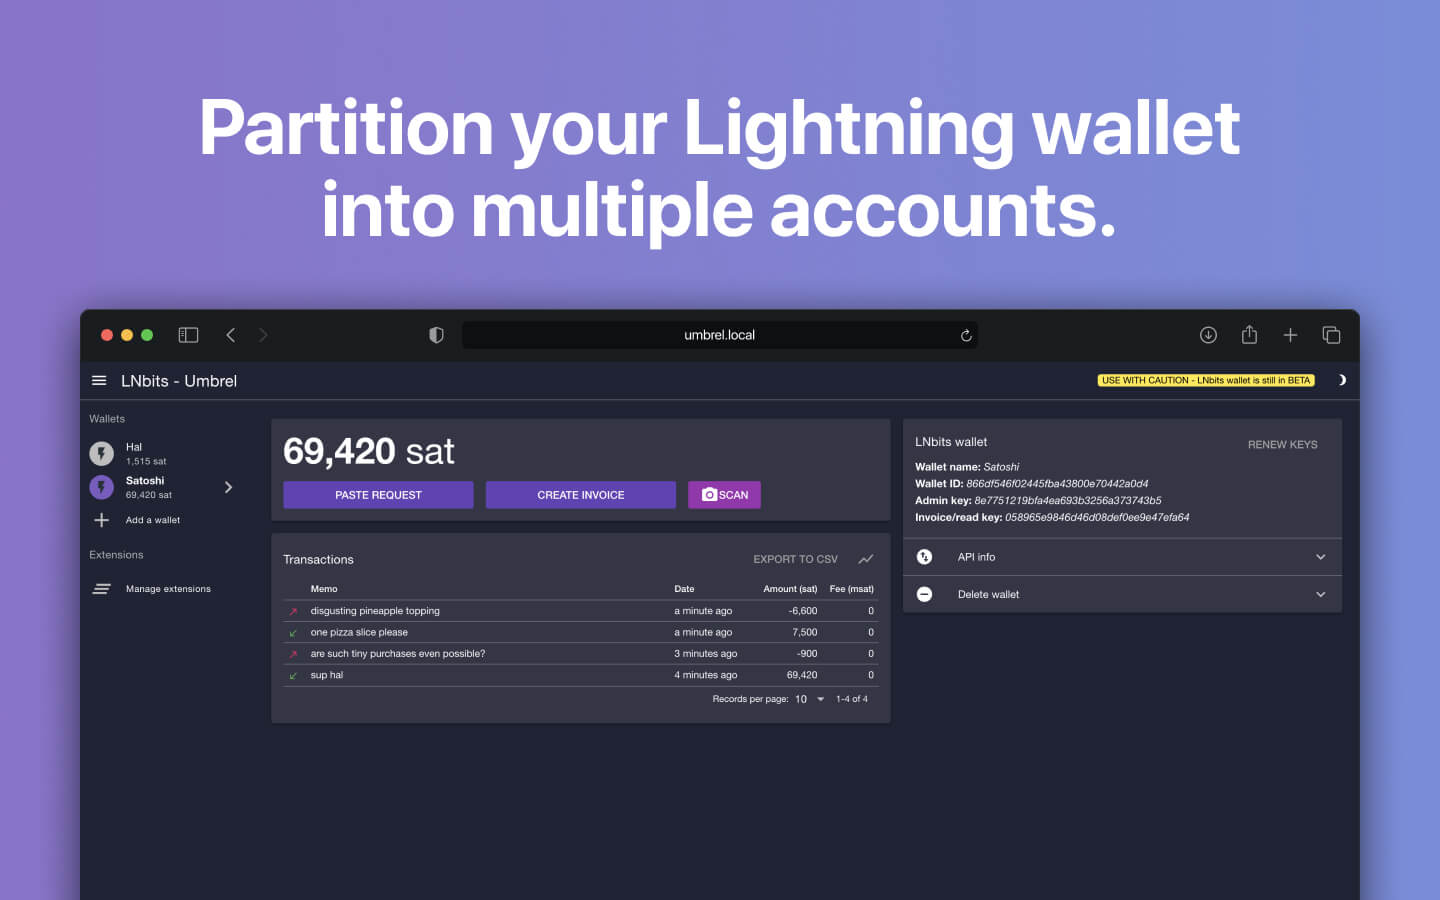 Partition your Lightning wallet
into multiple accounts.
umbrel.local
LNbits - Umbrel
USE WITH CAUTION - LNbits wallet is still in BETA
Wallets
Hal
1,515 sat
Satoshi
69,420 sat
Add a wallet
Extensions
Manage extensions
69,420 sat
PASTE REQUEST CREATE INVOICE SCAN
Transactions EXPORT TO CSV
Memo Date Amount (sat) Fee (msat)
disgusting pineapple topping a minute ago -6,600 0
one pizza slice please a minute ago 7,500 0
are such tiny purchases even possible? 3 minutes ago -900 0
sup hal 4 minutes ago 69,420 0
Records per page: 10 1-4 of 4
LNbits wallet RENEW KEYS
Wallet name: Satoshi
Wallet ID: 866df546f02445fba43800e70442a0d4
Admin key: 8e7751219bfa4ea693b3256a373743b5
Invoice/read key: 058965e9846d46d08def0ee9e47efa64
API info
Delete wallet